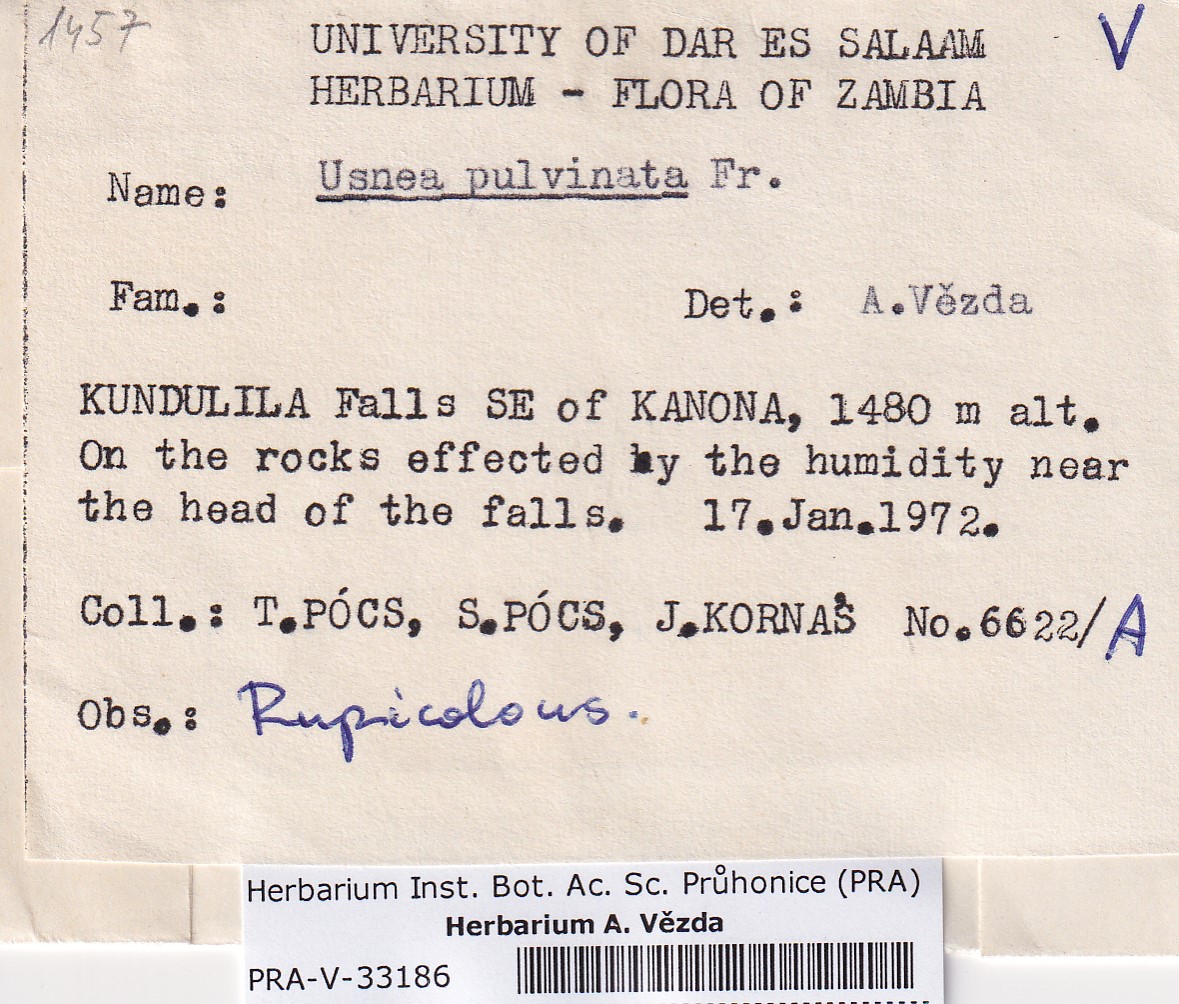 1457
V
UNIVERSITY OF DAR ES SALAAM
HERBARIUM - FLORA OF ZAMBIA
Name: Usnea pulvinata Fr.
Fam.: Det.: A.Vězda
KUNDULILA Falls SE of KANONA, 1480 m alt.
On the rocks effected by the humidity near
the head of the falls. 17.Jan.1972.
Coll.: T.PÓCS, S.PÓCS, J.KORNAŚ No.6622/A
Obs.: Rupicolous.
Herbarium Inst. Bot. Ac. Sc. Průhonice (PRA)
Herbarium A. Vězda
PRA-V-33186